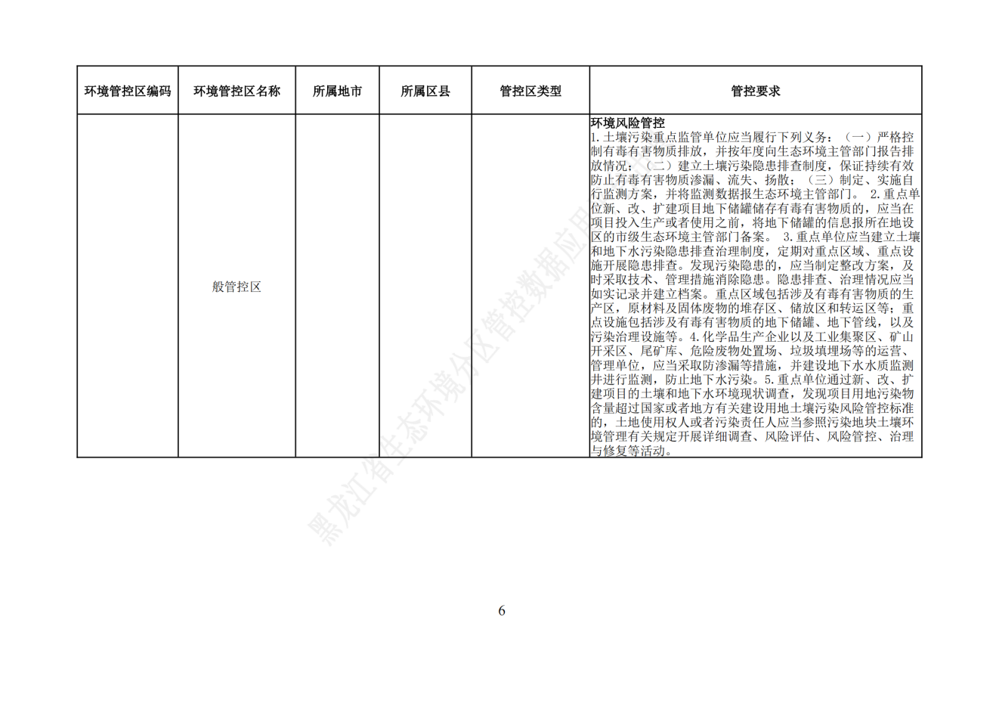 环境管控区编码 环境管控区名称 所属地市 所属区县 管控区类型 管控要求
般管控区
环境风险管控
1.土壤污染重点监管单位应当履行下列义务：（一）严格控
制有毒有害物质排放，并按年度向生态环境主管部门报告排
放情况；（二）建立土壤污染隐患排查制度，保证持续有效
防止有毒有害物质渗漏、流失、扬散；（三）制定、实施自
行监测方案，并将监测数据报生态环境主管部门。 2.重点单
位新、改、扩建项目地下储罐储存有毒有害物质的，应当在
项目投入生产或者使用之前，将地下储罐的信息报所在地设
区的市级生态环境主管部门备案。 3.重点单位应当建立土壤
和地下水污染隐患排查治理制度，定期对重点区域、重点设
施开展隐患排查。发现污染隐患的，应当制定整改方案，及
时采取技术、管理措施消除隐患。隐患排查、治理情况应当
如实记录并建立档案。重点区域包括涉及有毒有害物质的生
产区，原材料及固体废物的堆存区、储放区和转运区等；重
点设施包括涉及有毒有害物质的地下储罐、地下管线，以及
污染治理设施等。4.化学品生产企业以及工业集聚区、矿山
开采区、尾矿库、危险废物处置场、垃圾填埋场等的运营、
管理单位，应当采取防渗漏等措施，并建设地下水水质监测
井进行监测，防止地下水污染。5.重点单位通过新、改、扩
建项目的土壤和地下水环境现状调查，发现项目用地污染物
含量超过国家或者地方有关建设用地土壤污染风险管控标准
的，土地使用权人或者污染责任人应当参照污染地块土壤环
境管理有关规定开展详细调查、风险评估、风险管控、治理
与修复等活动。
黑龙江省生态环境分区管控数据应用
6